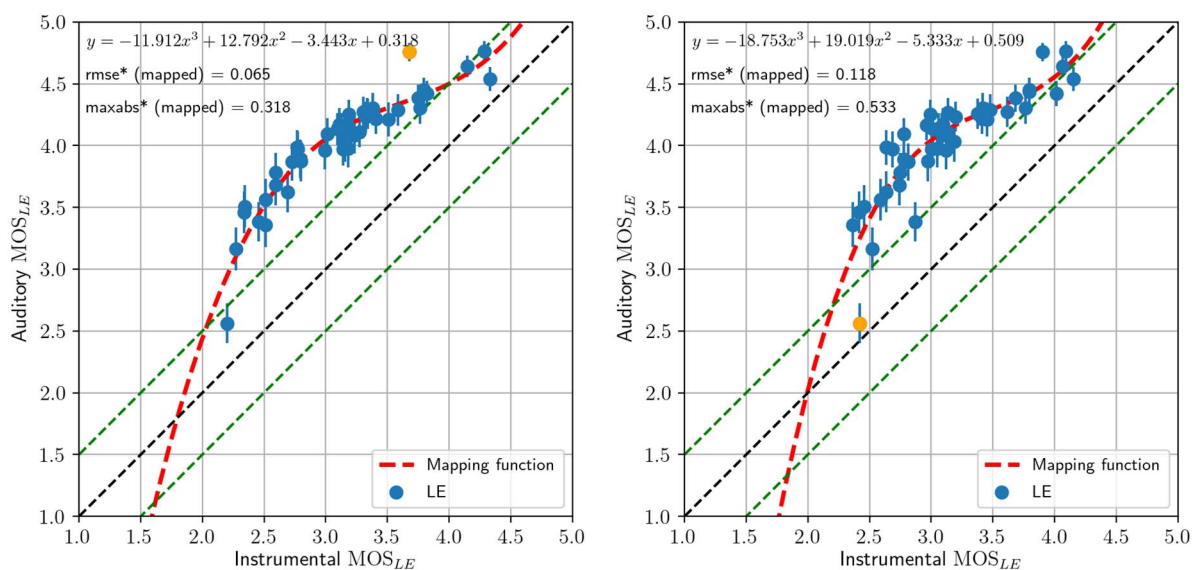 y = −11.912x³ + 12.792x² − 3.443x + 0.318
rmse* (mapped) = 0.065
maxabs* (mapped) = 0.318
5.0
4.5
4.0
3.5
3.0
2.5
2.0
1.5
1.0
Auditory MOS_LE
Mapping function
LE
1.0 1.5 2.0 2.5 3.0 3.5 4.0 4.5 5.0
Instrumental MOS_LE
y = −18.753x³ + 19.019x² − 5.333x + 0.509
rmse* (mapped) = 0.118
maxabs* (mapped) = 0.533
5.0
4.5
4.0
3.5
3.0
2.5
2.0
1.5
1.0
Auditory MOS_LE
Mapping function
LE
1.0 1.5 2.0 2.5 3.0 3.5 4.0 4.5 5.0
Instrumental MOS_LE